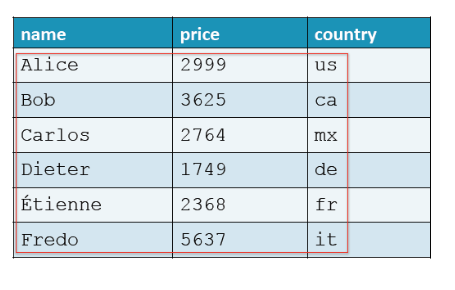 name price country
Alice 2999 us
Bob 3625 ca
Carlos 2764 mx
Dieter 1749 de
Étienne 2368 fr
Fredo 5637 it